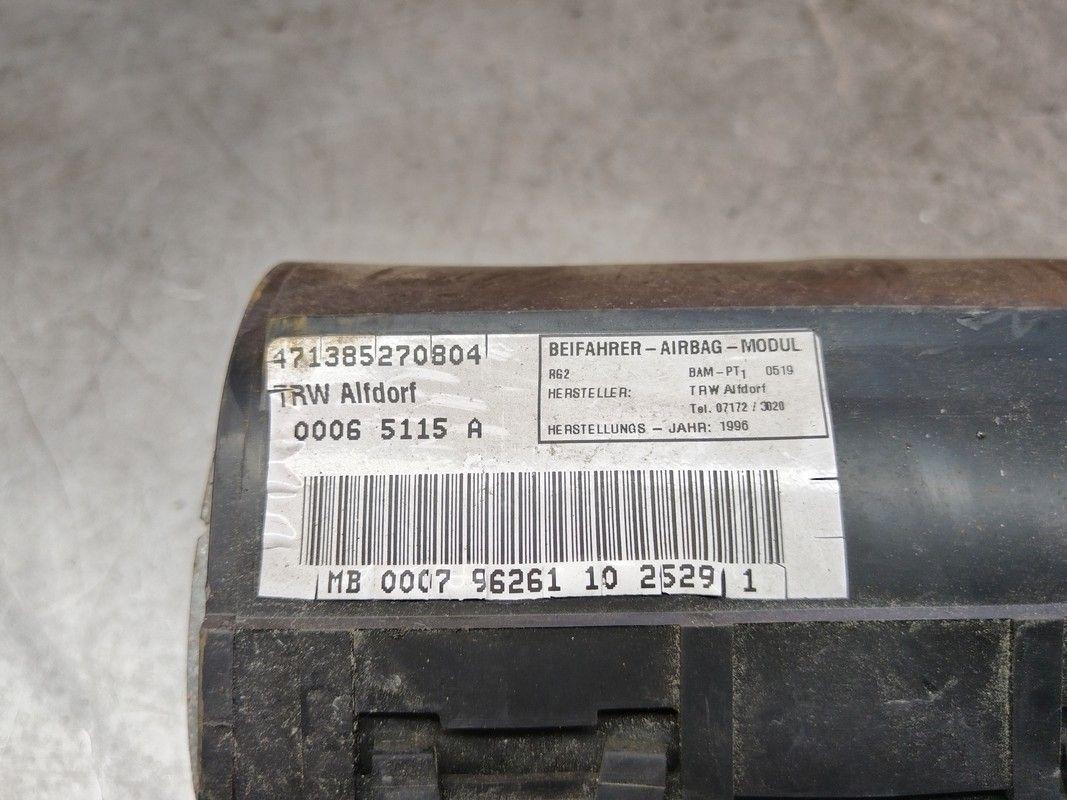 471385270804
TRW Alfdorf
0006 5115 A
BEIFAHRER-AIRBAG-MODUL
RG2 BAM-PT1 0519
HERSTELLER: TRW Alfdorf
Tel. 07172 / 3020
HERSTELLUNGS - JAHR: 1996
MB 0007 96261 10 2529 1